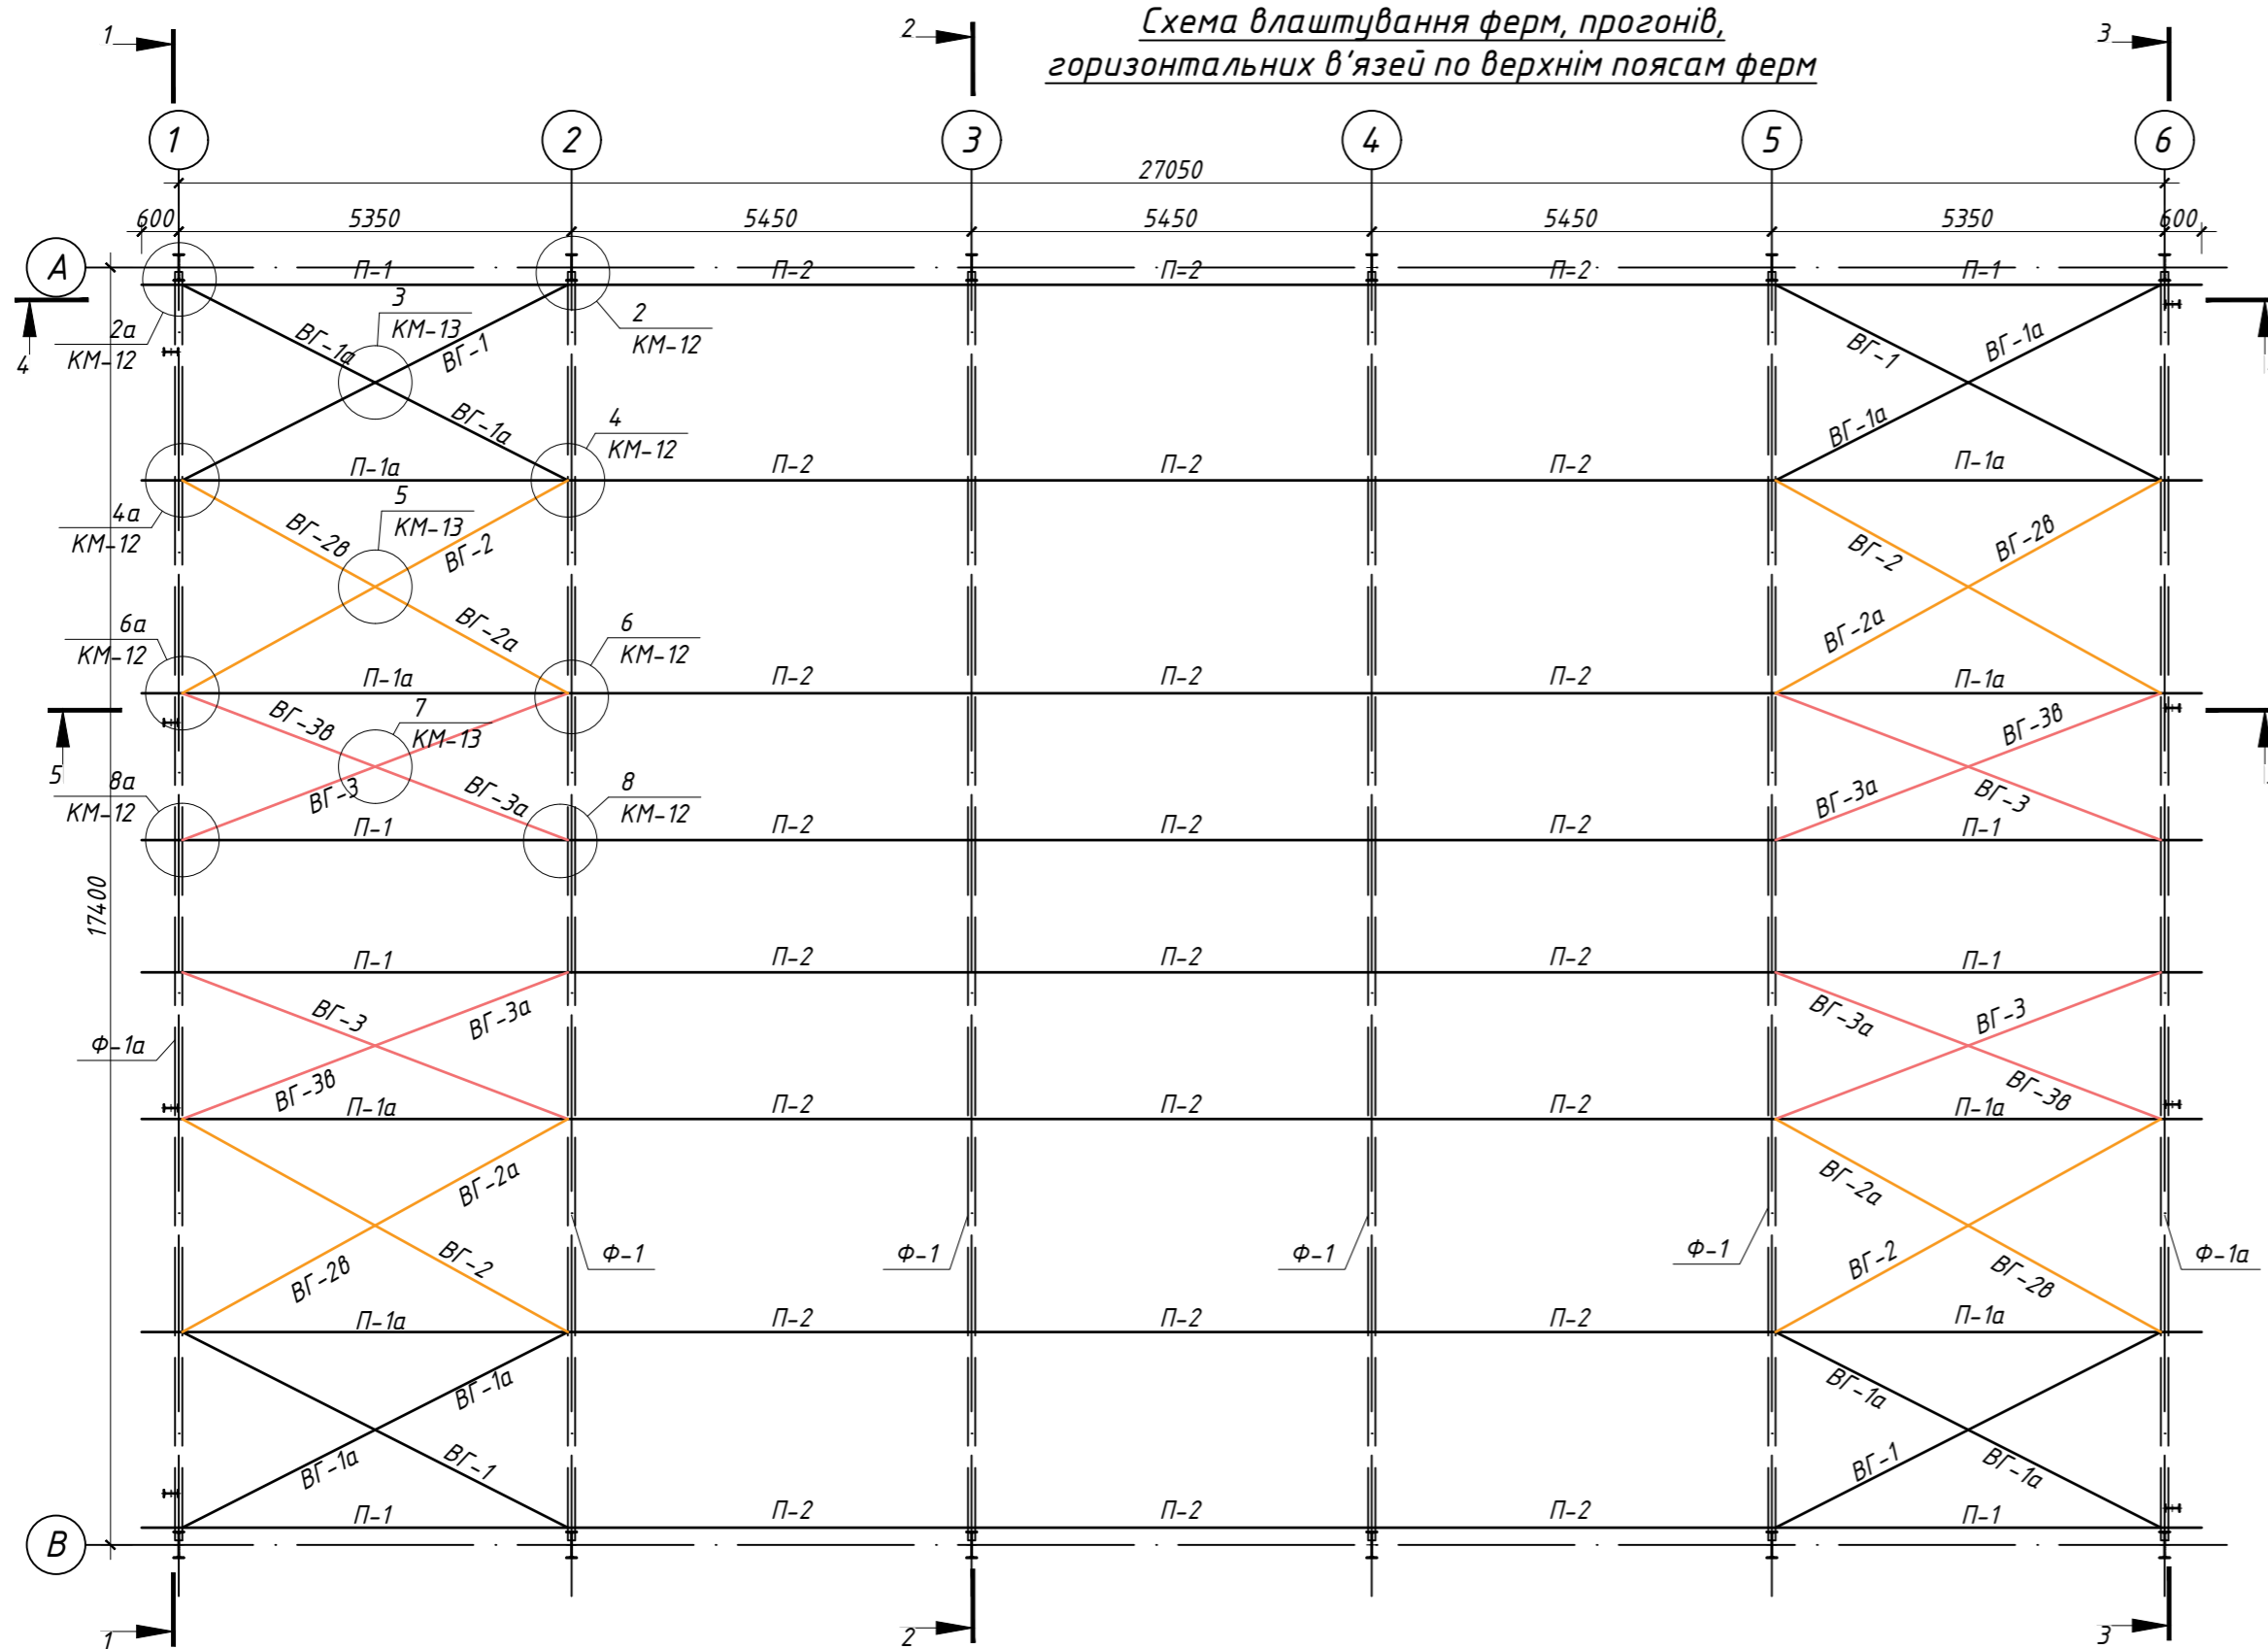 Схема влаштування ферм, прогонів,
горизонтальних в'язей по верхнім поясам ферм
1
2
3
1
2
3
4
5
6
27050
600
5350
5450
5450
5450
5350
600
А
П-1
П-2
П-2
П-2
П-1
2а
КМ-12
3
КМ-13
2
КМ-12
4
ВГ-1а
ВГ-1
ВГ-1а
ВГ-1
ВГ-1а
ВГ-1а
4
КМ-12
П-1а
П-2
П-2
П-2
П-1а
4а
КМ-12
5
КМ-13
ВГ-2в
ВГ-2
ВГ-2а
ВГ-2
ВГ-2в
ВГ-2а
6а
КМ-12
6
КМ-12
П-1а
П-2
П-2
П-2
П-1а
5
7
КМ-13
ВГ-3в
ВГ-3
ВГ-3а
ВГ-3в
ВГ-3а
ВГ-3
8а
КМ-12
8
КМ-12
П-1
П-2
П-2
П-2
П-1
17400
П-1
П-2
П-2
П-2
П-1
ВГ-3
ВГ-3а
ВГ-3в
ВГ-3а
ВГ-3
ВГ-3в
Ф-1а
П-1а
П-2
П-2
П-2
П-1а
ВГ-2а
ВГ-2в
ВГ-2
ВГ-2а
ВГ-2
ВГ-2в
Ф-1
Ф-1
Ф-1
Ф-1
Ф-1а
П-1а
П-2
П-2
П-2
П-1а
ВГ-1а
ВГ-1а
ВГ-1
ВГ-1а
ВГ-1
ВГ-1а
П-1
П-2
П-2
П-2
П-1
В
1
2
3